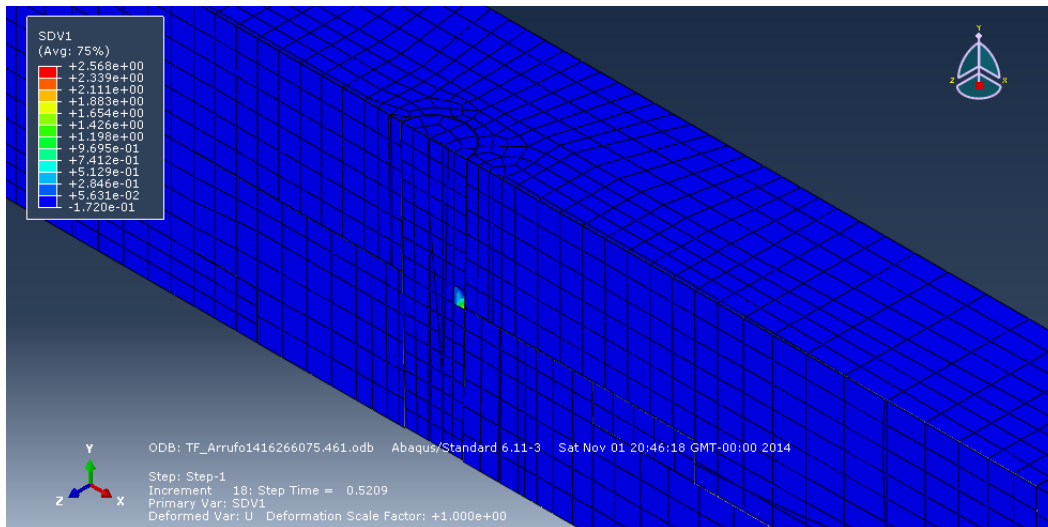 SDV1
(Avg: 75%)
+2.568e+00
+2.339e+00
+2.111e+00
+1.883e+00
+1.654e+00
+1.426e+00
+1.198e+00
+9.695e-01
+7.412e-01
+5.129e-01
+2.846e-01
+5.631e-02
-1.720e-01
Y
Z
X
ODB: TF_Arrufo1416266075.461.odb Abaqus/Standard 6.11-3 Sat Nov 01 20:46:18 GMT-00:00 2014
Y
Z
X
Step: Step-1
Increment 18: Step Time = 0.5209
Primary Var: SDV1
Deformed Var: U Deformation Scale Factor: +1.000e+00